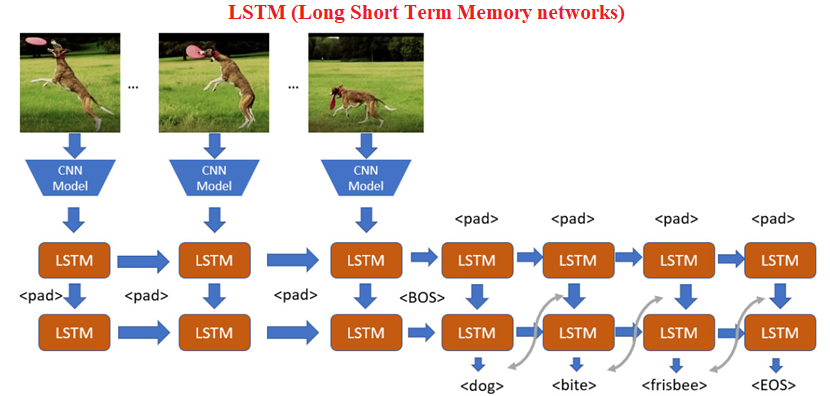 LSTM (Long Short Term Memory networks)
... ...
CNN Model CNN Model CNN Model
<pad> <pad> <pad> <pad>
LSTM LSTM LSTM LSTM LSTM LSTM LSTM
<pad> <pad> <pad> <BOS>
LSTM LSTM LSTM LSTM LSTM LSTM LSTM
<dog> <bite> <frisbee> <EOS>